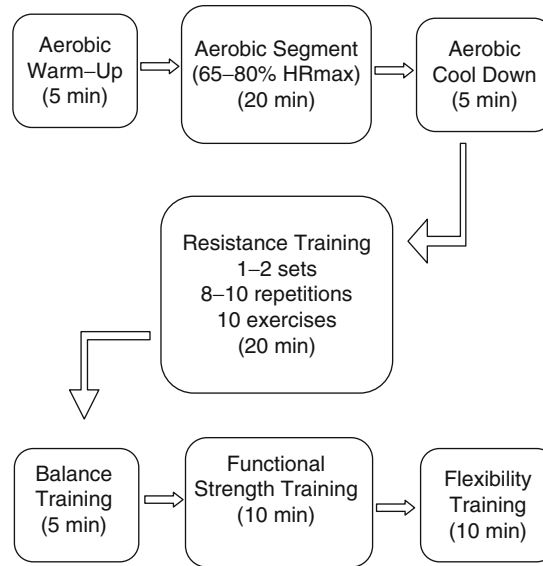 Aerobic
Warm–Up
(5 min)
Aerobic Segment
(65–80% HRmax)
(20 min)
Aerobic
Cool Down
(5 min)
Resistance Training
1–2 sets
8–10 repetitions
10 exercises
(20 min)
Balance
Training
(5 min)
Functional
Strength Training
(10 min)
Flexibility
Training
(10 min)